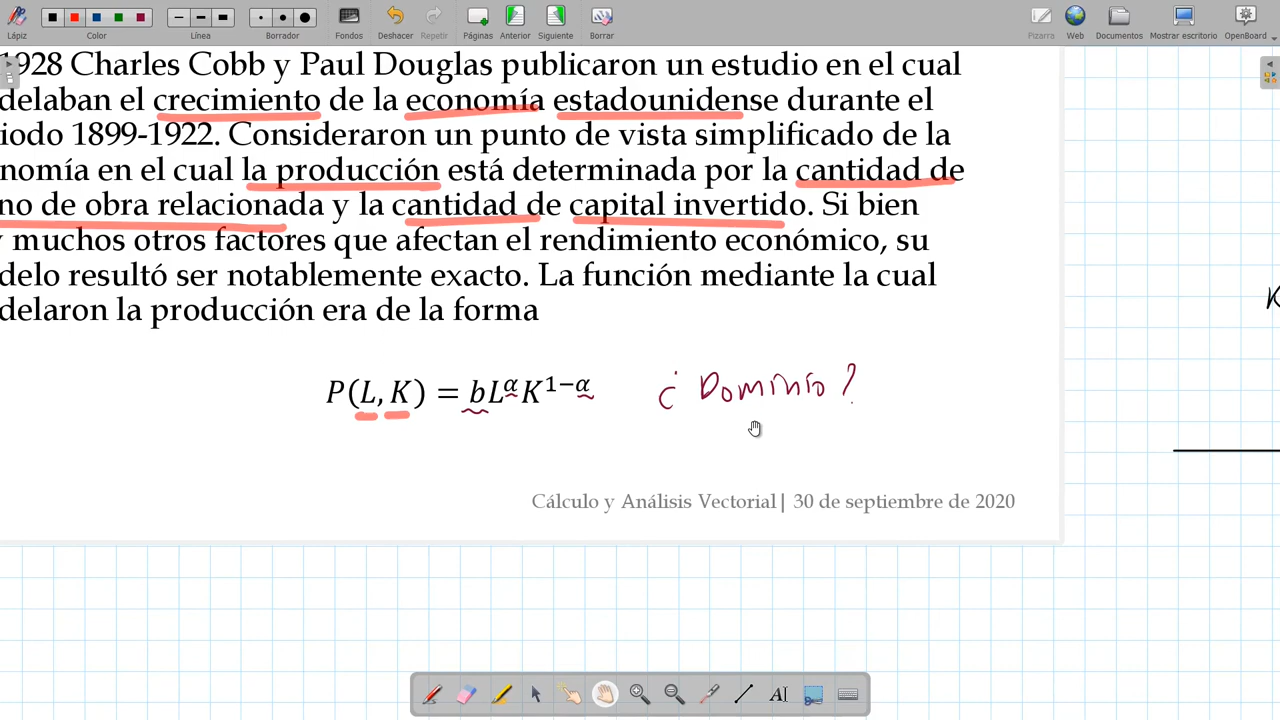 Lápiz Color Línea Borrador Fondos Deshacer Repetir Páginas Anterior Siguiente Borrar Pizarra Web Documentos Mostrar escritorio OpenBoard
1928 Charles Cobb y Paul Douglas publicaron un estudio en el cual
delaban el crecimiento de la economía estadounidense durante el
iodo 1899-1922. Consideraron un punto de vista simplificado de la
nomía en el cual la producción está determinada por la cantidad de
no de obra relacionada y la cantidad de capital invertido. Si bien
y muchos otros factores que afectan el rendimiento económico, su
delo resultó ser notablemente exacto. La función mediante la cual
delaron la producción era de la forma
K
P(L, K) = bL^α K^{1−α} ¿Dominio?
Cálculo y Análisis Vectorial| 30 de septiembre de 2020